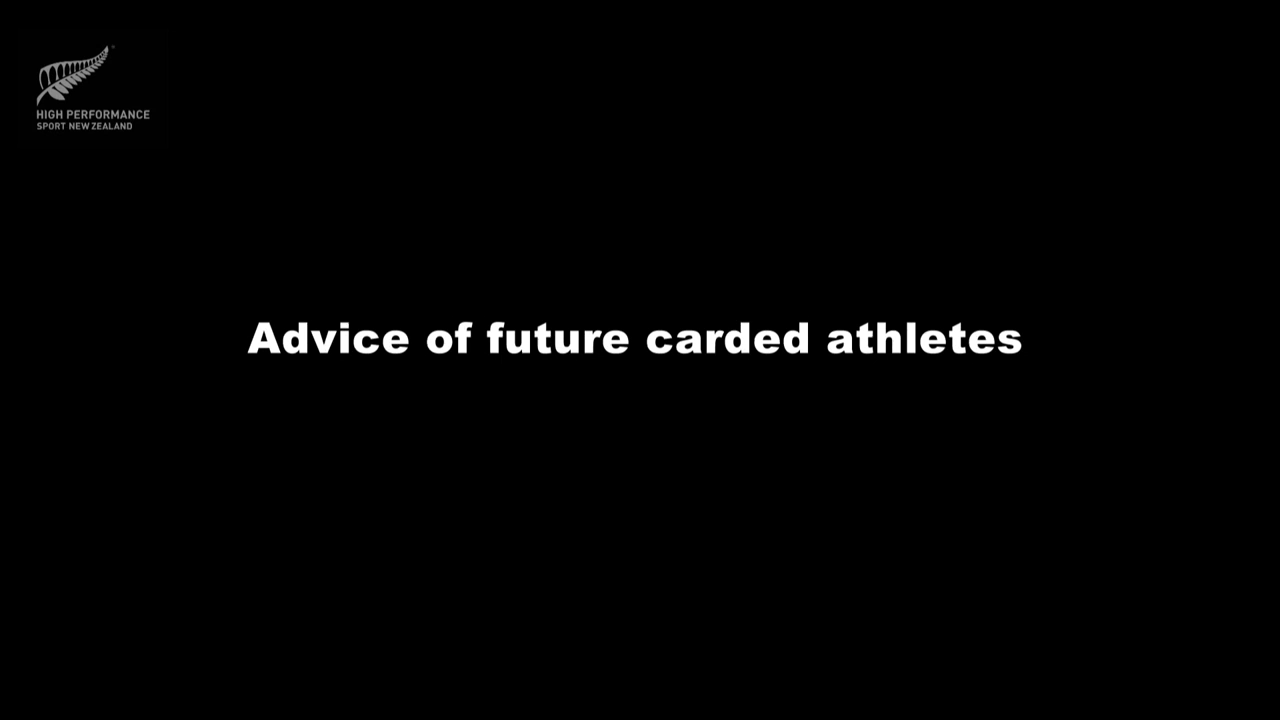 HIGH PERFORMANCE
SPORT NEW ZEALAND
Advice of future carded athletes